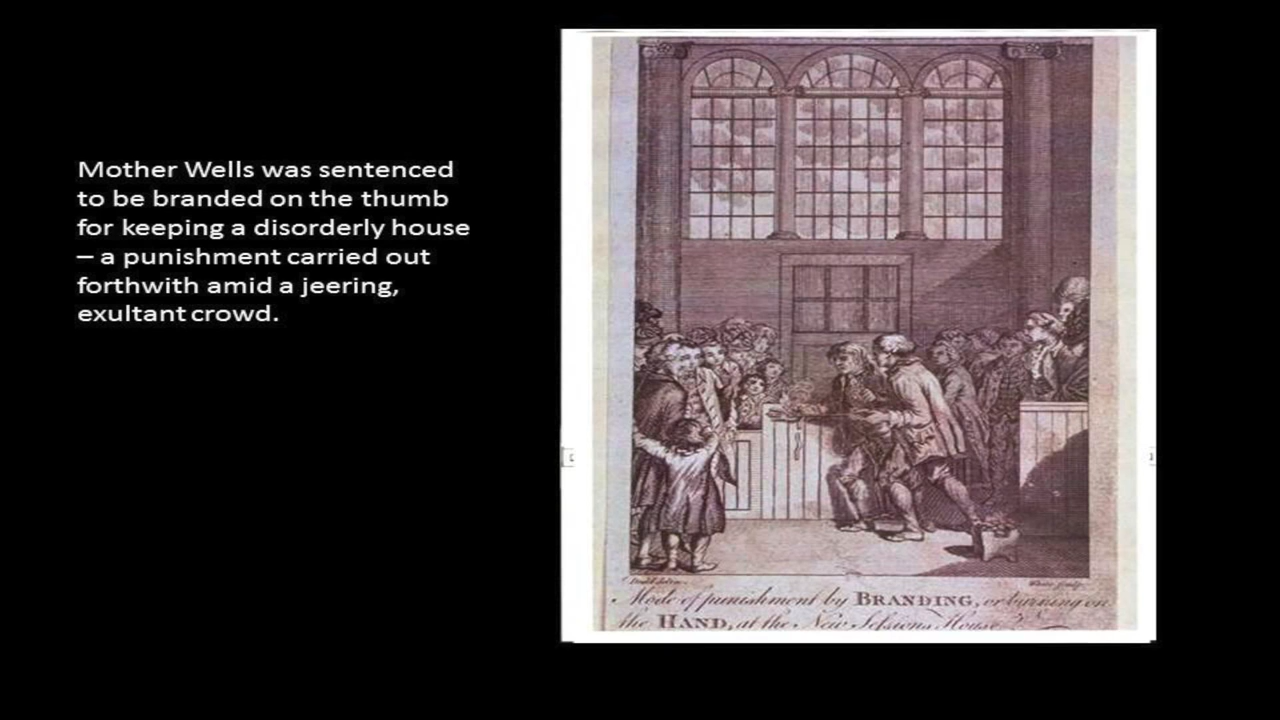 Mother Wells was sentenced
to be branded on the thumb
for keeping a disorderly house
– a punishment carried out
forthwith amid a jeering,
exultant crowd.
Mode of punishment by BRANDING, or burning on
the HAND, at the New Sessions House